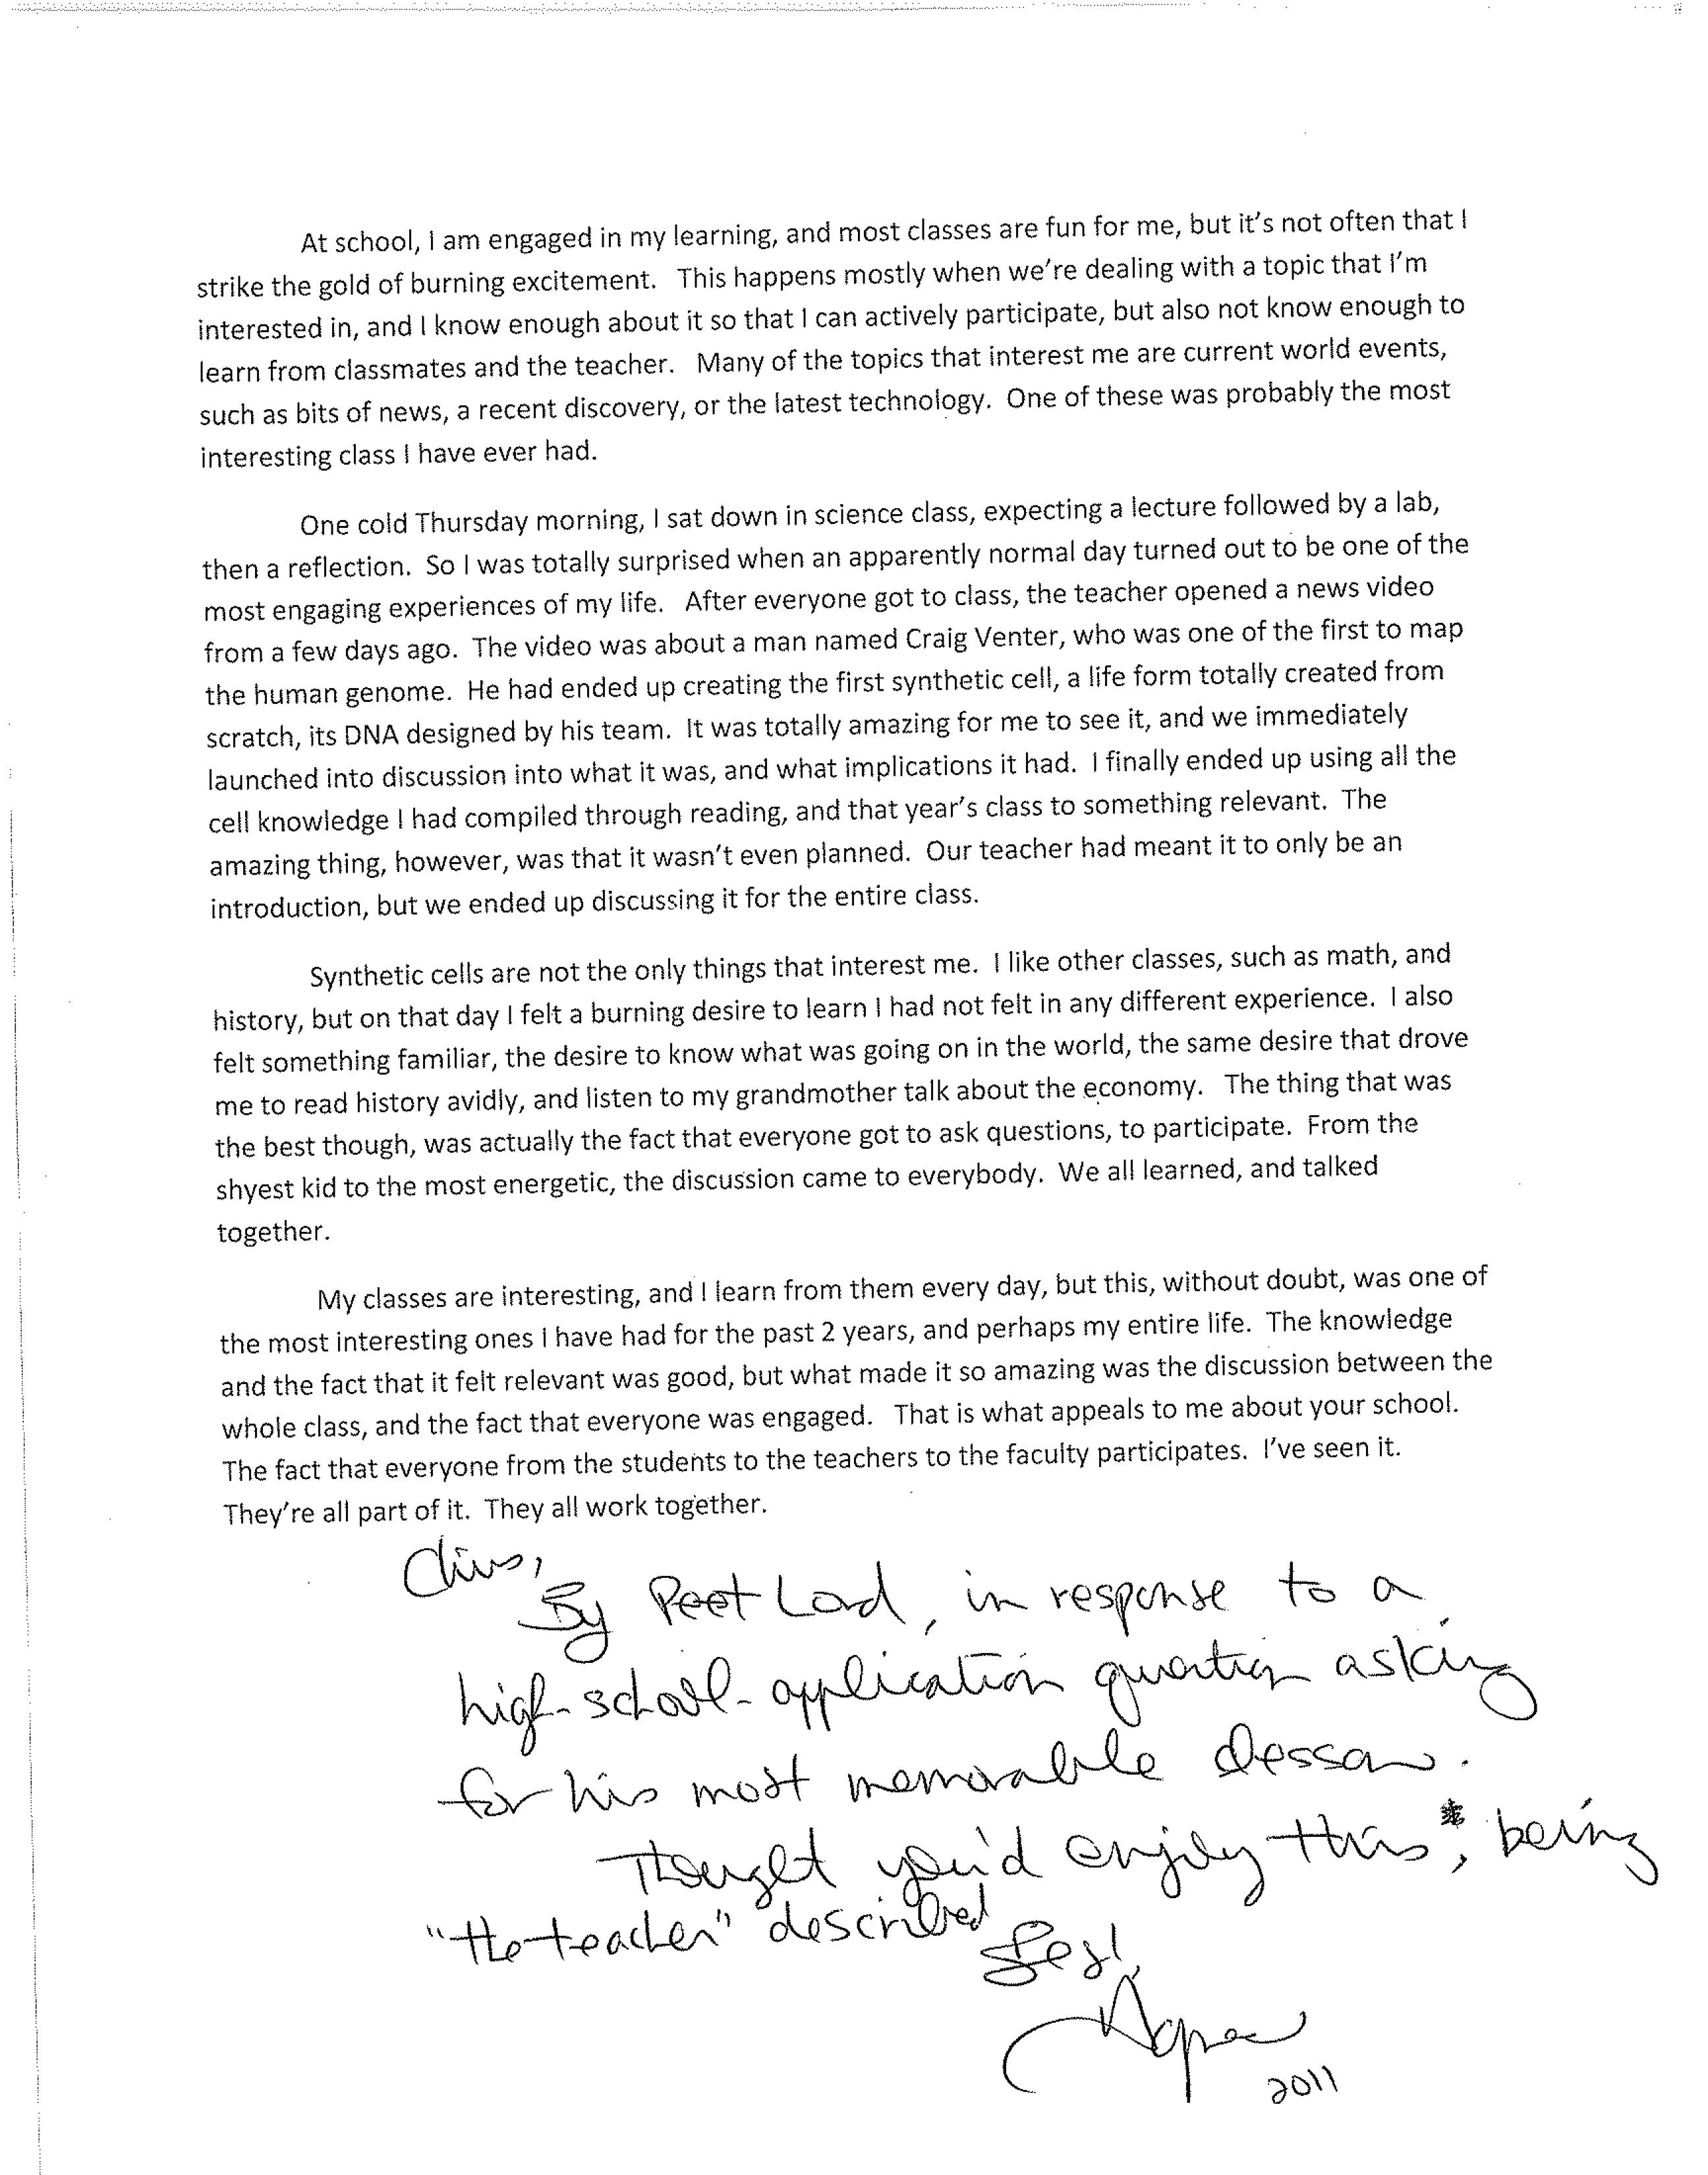 At school, I am engaged in my learning, and most classes are fun for me, but it's not often that I
strike the gold of burning excitement. This happens mostly when we're dealing with a topic that I'm
interested in, and I know enough about it so that I can actively participate, but also not know enough to
learn from classmates and the teacher. Many of the topics that interest me are current world events,
such as bits of news, a recent discovery, or the latest technology. One of these was probably the most
interesting class I have ever had.
One cold Thursday morning, I sat down in science class, expecting a lecture followed by a lab,
then a reflection. So I was totally surprised when an apparently normal day turned out to be one of the
most engaging experiences of my life. After everyone got to class, the teacher opened a news video
from a few days ago. The video was about a man named Craig Venter, who was one of the first to map
the human genome. He had ended up creating the first synthetic cell, a life form totally created from
scratch, its DNA designed by his team. It was totally amazing for me to see it, and we immediately
launched into discussion into what it was, and what implications it had. I finally ended up using all the
cell knowledge I had compiled through reading, and that year's class to something relevant. The
amazing thing, however, was that it wasn't even planned. Our teacher had meant it to only be an
introduction, but we ended up discussing it for the entire class.
Synthetic cells are not the only things that interest me. I like other classes, such as math, and
history, but on that day I felt a burning desire to learn I had not felt in any different experience. I also
felt something familiar, the desire to know what was going on in the world, the same desire that drove
me to read history avidly, and listen to my grandmother talk about the economy. The thing that was
the best though, was actually the fact that everyone got to ask questions, to participate. From the
shyest kid to the most energetic, the discussion came to everybody. We all learned, and talked
together.
My classes are interesting, and I learn from them every day, but this, without doubt, was one of
the most interesting ones I have had for the past 2 years, and perhaps my entire life. The knowledge
and the fact that it felt relevant was good, but what made it so amazing was the discussion between the
whole class, and the fact that everyone was engaged. That is what appeals to me about your school.
The fact that everyone from the students to the teachers to the faculty participates. I've seen it.
They're all part of it. They all work together.
By Peet Lord, in response to a
high-school-application question asking
for his most memorable lesson.
Thought you'd enjoy this*, being
"the teacher" described
2011